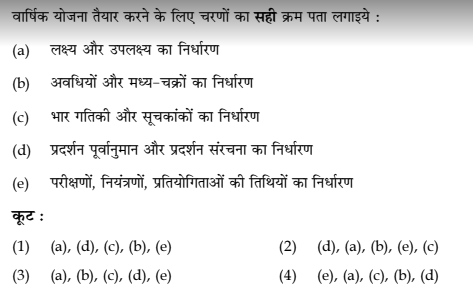 वार्षिक योजना तैयार करने के लिए चरणों का सही क्रम पता लगाइये :
(a) लक्ष्य और उपलक्ष्य का निर्धारण
(b) अवधियों और मध्य-चक्रों का निर्धारण
(c) भार गतिकी और सूचकांकों का निर्धारण
(d) प्रदर्शन पूर्वानुमान और प्रदर्शन संरचना का निर्धारण
(e) परीक्षणों, नियंत्रणों, प्रतियोगिताओं की तिथियों का निर्धारण
कूट :
(1) (a), (d), (c), (b), (e) (2) (d), (a), (b), (e), (c)
(3) (a), (b), (c), (d), (e) (4) (e), (a), (c), (b), (d)